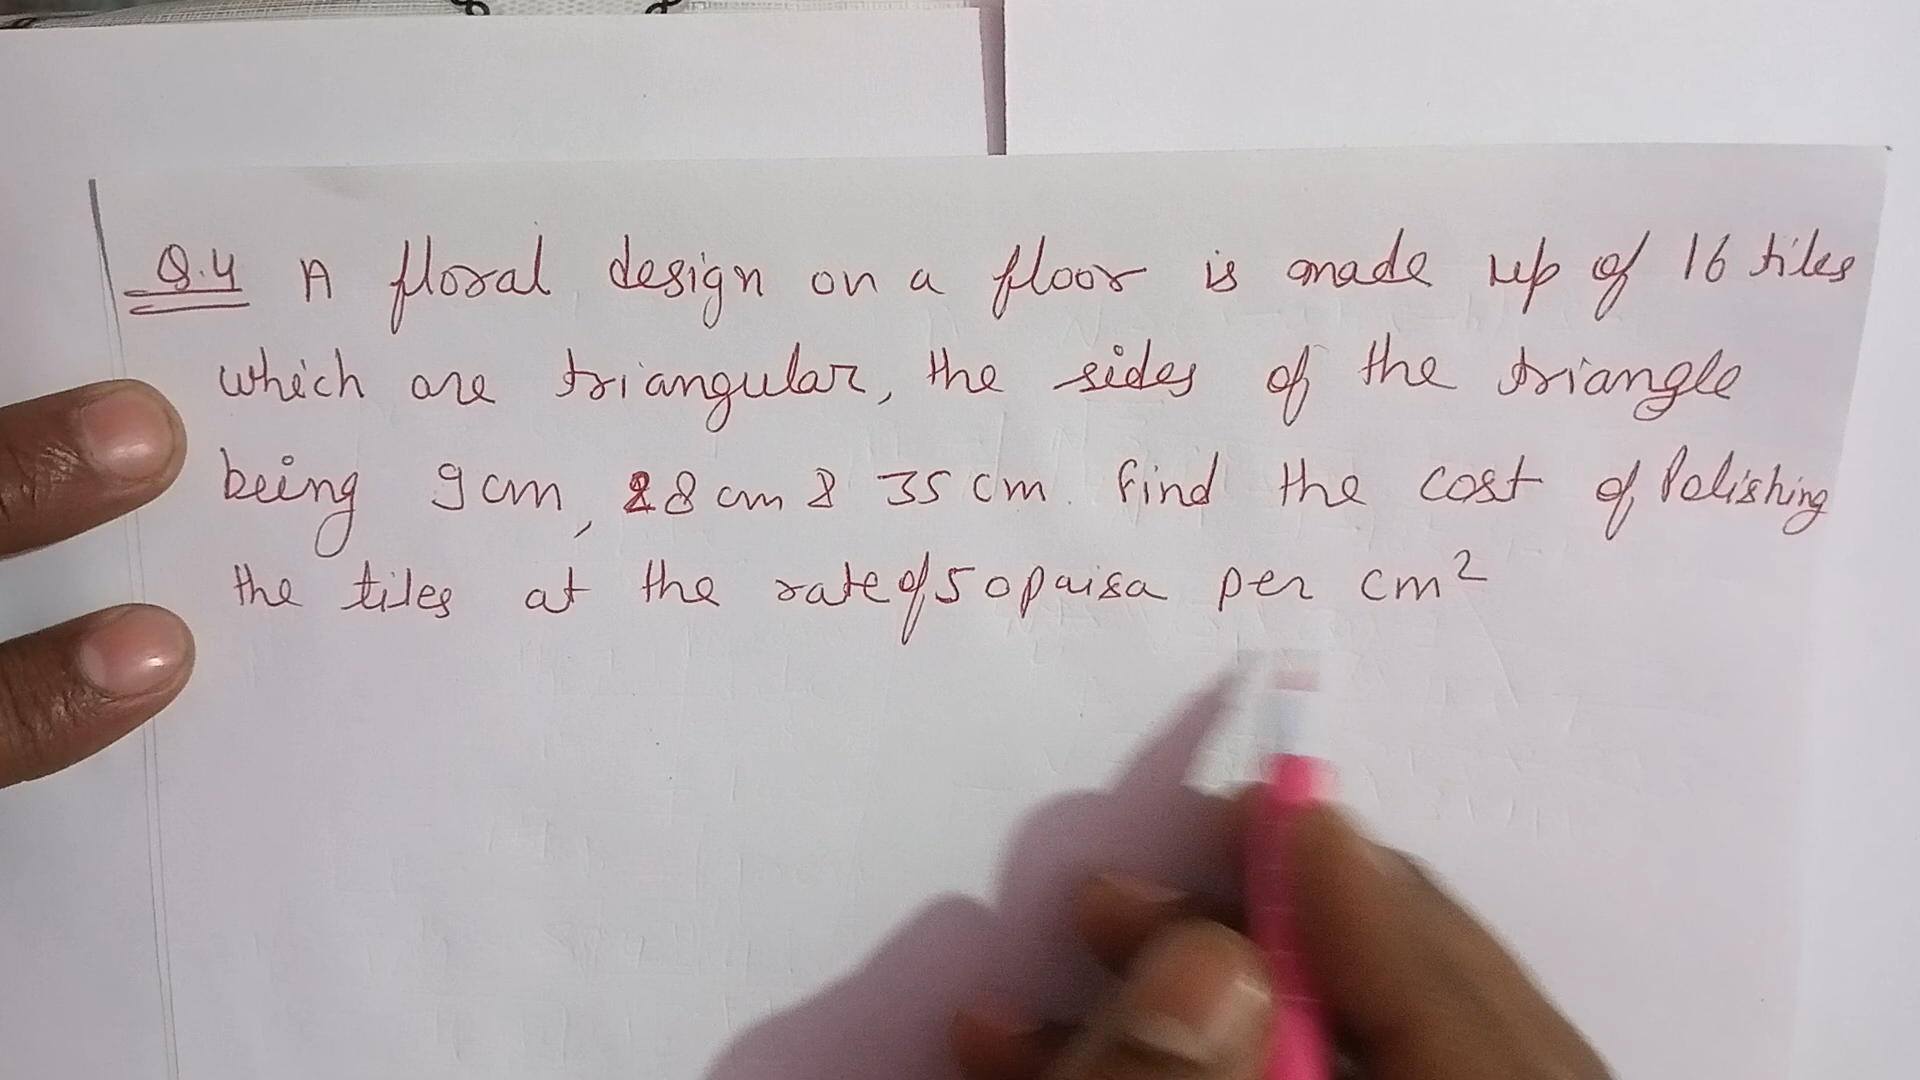 Q.4 A floral design on a floor is made up of 16 tiles
which are triangular, the sides of the triangle
being 9 cm, 28 cm & 35 cm. find the cost of Polishing
the tiles at the rate of 50 paisa per cm²